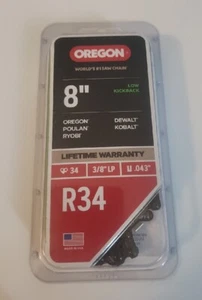 OREGON
WORLD'S #1 SAW CHAIN
8"
LOW
KICKBACK
OREGON DEWALT
POULAN KOBALT
RYOBI
LIFETIME WARRANTY
34 3/8" LP .043"
R34